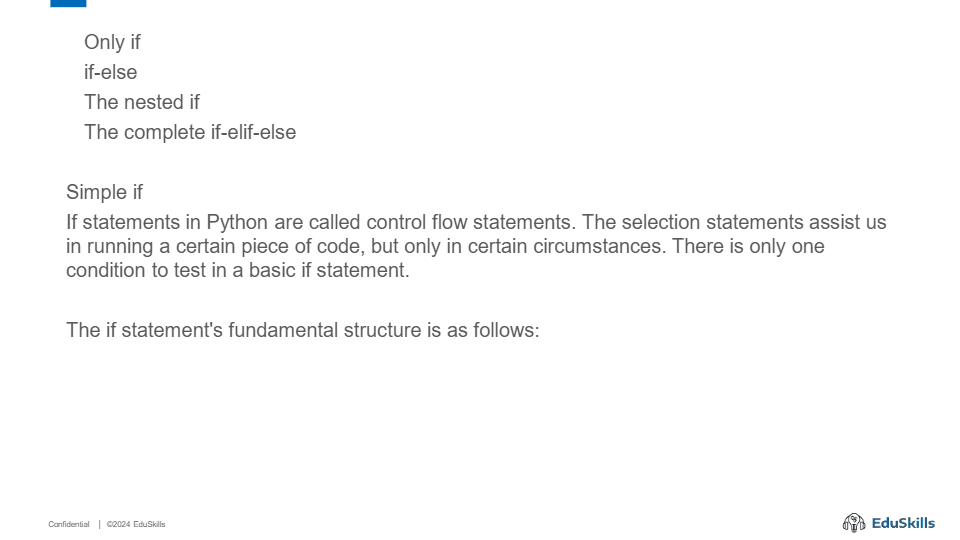 Only if
if-else
The nested if
The complete if-elif-else
Simple if
If statements in Python are called control flow statements. The selection statements assist us
in running a certain piece of code, but only in certain circumstances. There is only one
condition to test in a basic if statement.
The if statement's fundamental structure is as follows:
Confidential | ©2024 EduSkills
EduSkills